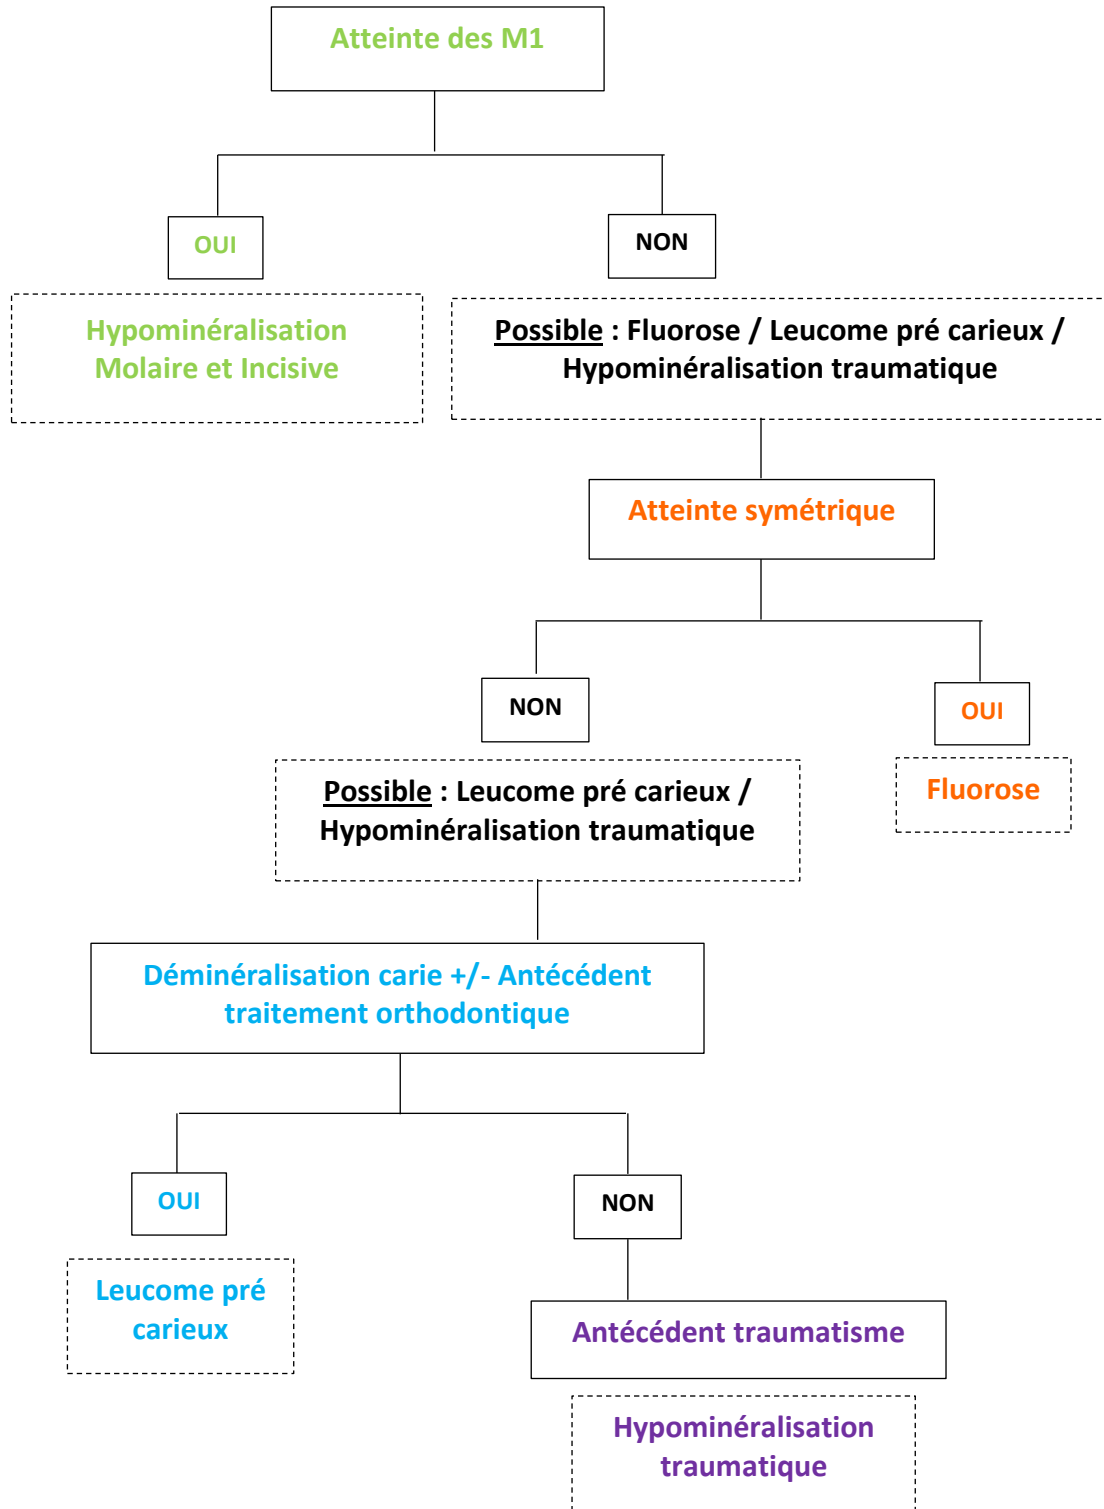 Atteinte des M1
OUI
NON
Hypominéralisation
Molaire et Incisive
Possible : Fluorose / Leucome pré carieux /
Hypominéralisation traumatique
Atteinte symétrique
NON
OUI
Possible : Leucome pré carieux /
Hypominéralisation traumatique
Fluorose
Déminéralisation carie +/- Antécédent
traitement orthodontique
OUI
NON
Leucome pré
carieux
Antécédent traumatisme
Hypominéralisation
traumatique